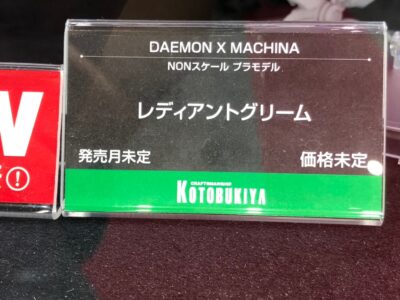 DAEMON X MACHINA
NONスケール プラモデル
レディアントグリーム
発売月未定
価格未定
CRAFTSMANSHIP
KOTOBUKIYA